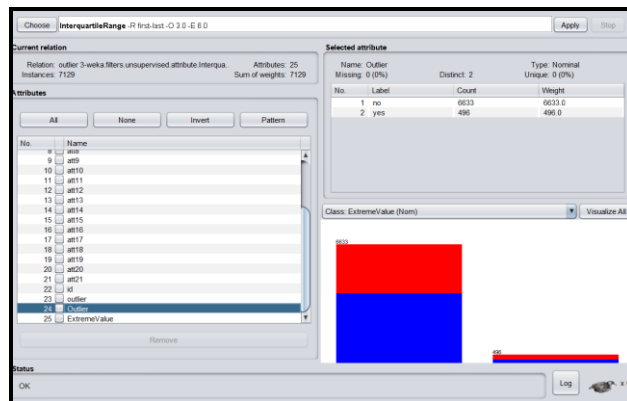 Choose InterquartileRange -R first-last -O 3.0 -E 6.0 Apply Stop
Current relation
Relation: outlier 3-weka.filters.unsupervised.attribute.Interqua.. Attributes: 25
Instances: 7129 Sum of weights: 7129
Attributes
All None Invert Pattern
No. Name
8 att8
9 att9
10 att10
11 att11
12 att12
13 att13
14 att14
15 att15
16 att16
17 att17
18 att18
19 att19
20 att20
21 att21
22 id
23 outlier
24 Outlier
25 ExtremeValue
Remove
Selected attribute
Name: Outlier Type: Nominal
Missing: 0 (0%) Distinct: 2 Unique: 0 (0%)
No. Label Count Weight
1 no 6633 6633.0
2 yes 496 496.0
Class: ExtremeValue (Nom) Visualize All
6633
496
Status
OK
Log x